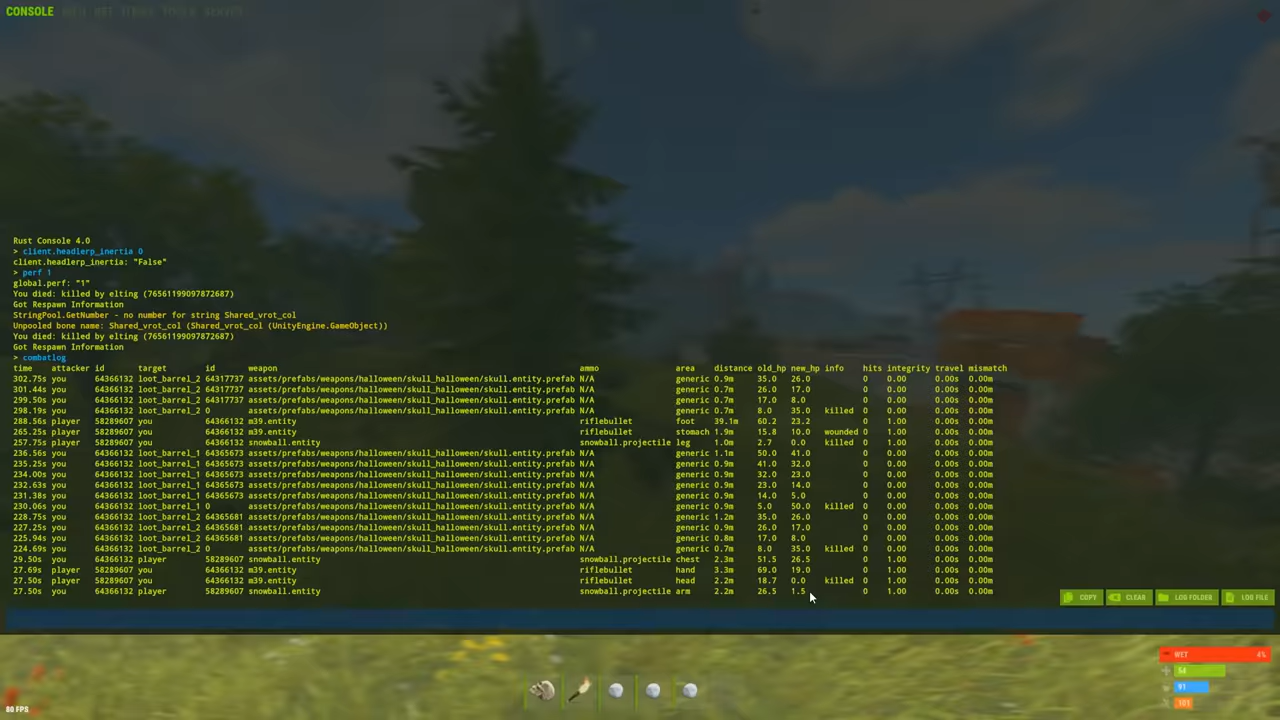 CONSOLE
Rust Console 4.0
> client.headlerp_inertia 0
client.headlerp_inertia: "False"
> perf 1
global.perf: "1"
You died: killed by elting (76561199097872687)
Got Respawn Information
StringPool.GetNumber - no number for string Shared_vrot_col
Unpooled bone name: Shared_vrot_col (Shared_vrot_col (UnityEngine.GameObject))
You died: killed by elting (76561199097872687)
Got Respawn Information
> combatlog
time attacker id target id weapon ammo area distance old_hp new_hp info hits integrity travel mismatch
302.75s you 64366132 loot_barrel_2 64317737 assets/prefabs/weapons/halloween/skull_halloween/skull.entity.prefab N/A generic 0.9m 35.0 26.0 0 0.00 0.00s 0.00m
301.44s you 64366132 loot_barrel_2 64317737 assets/prefabs/weapons/halloween/skull_halloween/skull.entity.prefab N/A generic 0.7m 26.0 17.0 0 0.00 0.00s 0.00m
299.50s you 64366132 loot_barrel_2 64317737 assets/prefabs/weapons/halloween/skull_halloween/skull.entity.prefab N/A generic 0.7m 17.0 8.0 0 0.00 0.00s 0.00m
298.19s you 64366132 loot_barrel_2 0 assets/prefabs/weapons/halloween/skull_halloween/skull.entity.prefab N/A generic 0.7m 8.0 35.0 killed 0 0.00 0.00s 0.00m
288.56s player 58289607 you 64366132 m39.entity riflebullet foot 39.1m 60.2 23.2 0 1.00 0.00s 0.00m
265.25s player 58289607 you 64366132 m39.entity riflebullet stomach 1.9m 15.8 10.0 wounded 0 1.00 0.00s 0.00m
257.75s player 58289607 you 64366132 snowball.entity snowball.projectile leg 1.0m 2.7 0.0 killed 0 1.00 0.00s 0.00m
236.56s you 64366132 loot_barrel_1 64365673 assets/prefabs/weapons/halloween/skull_halloween/skull.entity.prefab N/A generic 1.1m 50.0 41.0 0 0.00 0.00s 0.00m
235.25s you 64366132 loot_barrel_1 64365673 assets/prefabs/weapons/halloween/skull_halloween/skull.entity.prefab N/A generic 0.9m 41.0 32.0 0 0.00 0.00s 0.00m
234.00s you 64366132 loot_barrel_1 64365673 assets/prefabs/weapons/halloween/skull_halloween/skull.entity.prefab N/A generic 0.9m 32.0 23.0 0 0.00 0.00s 0.00m
232.63s you 64366132 loot_barrel_1 64365673 assets/prefabs/weapons/halloween/skull_halloween/skull.entity.prefab N/A generic 0.9m 23.0 14.0 0 0.00 0.00s 0.00m
231.38s you 64366132 loot_barrel_1 64365673 assets/prefabs/weapons/halloween/skull_halloween/skull.entity.prefab N/A generic 0.9m 14.0 5.0 0 0.00 0.00s 0.00m
230.06s you 64366132 loot_barrel_1 0 assets/prefabs/weapons/halloween/skull_halloween/skull.entity.prefab N/A generic 0.9m 5.0 50.0 killed 0 0.00 0.00s 0.00m
228.75s you 64366132 loot_barrel_2 64365681 assets/prefabs/weapons/halloween/skull_halloween/skull.entity.prefab N/A generic 1.2m 35.0 26.0 0 0.00 0.00s 0.00m
227.25s you 64366132 loot_barrel_2 64365681 assets/prefabs/weapons/halloween/skull_halloween/skull.entity.prefab N/A generic 0.9m 26.0 17.0 0 0.00 0.00s 0.00m
225.94s you 64366132 loot_barrel_2 64365681 assets/prefabs/weapons/halloween/skull_halloween/skull.entity.prefab N/A generic 0.8m 17.0 8.0 0 0.00 0.00s 0.00m
224.69s you 64366132 loot_barrel_2 0 assets/prefabs/weapons/halloween/skull_halloween/skull.entity.prefab N/A generic 0.7m 8.0 35.0 killed 0 0.00 0.00s 0.00m
29.50s you 64366132 player 58289607 snowball.entity snowball.projectile chest 2.3m 51.5 26.5 0 1.00 0.00s 0.00m
27.69s player 58289607 you 64366132 m39.entity riflebullet hand 3.3m 69.0 19.0 0 1.00 0.00s 0.00m
27.50s player 58289607 you 64366132 m39.entity riflebullet head 2.2m 18.7 0.0 killed 0 1.00 0.00s 0.00m
27.50s you 64366132 player 58289607 snowball.entity snowball.projectile arm 2.2m 26.5 1.5 0 1.00 0.00s 0.00m
COPY CLEAR LOG FOLDER LOG FILE
WET 4%
54
91
101
80 FPS